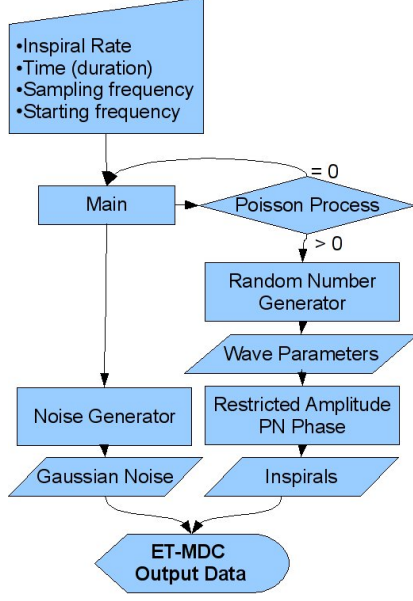 •Inspiral Rate
•Time (duration)
•Sampling frequency
•Starting frequency
= 0
Main
Poisson Process
> 0
Random Number
Generator
Wave Parameters
Noise Generator
Restricted Amplitude
PN Phase
Gaussian Noise
Inspirals
ET-MDC
Output Data